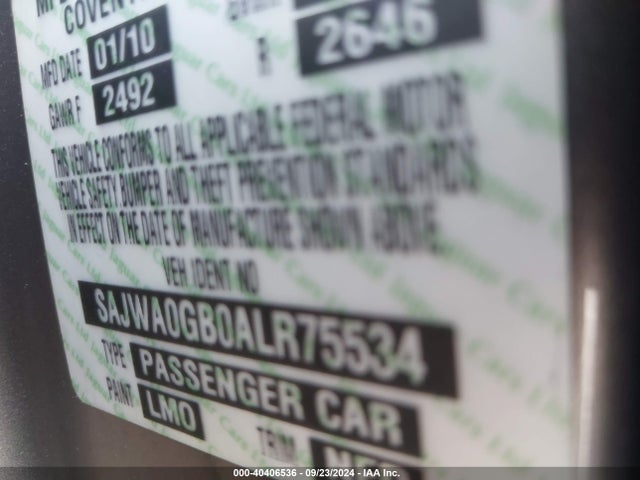 COVENT
MFD DATE 01/10
GAWR F 2492 R 2646
THIS VEHICLE CONFORMS TO ALL APPLICABLE FEDERAL MOTOR
VEHICLE SAFETY, BUMPER AND THEFT PREVENTION STANDARDS
IN EFFECT ON THE DATE OF MANUFACTURE SHOWN ABOVE.
VEH IDENT NO
SAJWA0GB0ALR75534
TYPE PASSENGER CAR
PAINT LMO TRIM
000-40406536 - 09/23/2024 - IAA Inc.